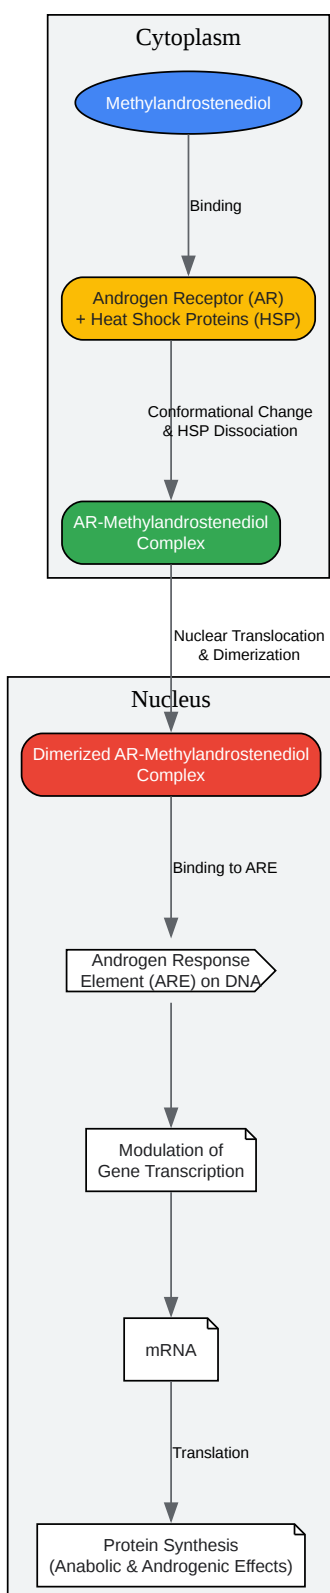 Cytoplasm
Methylandrostenediol
Binding
Androgen Receptor (AR)
+ Heat Shock Proteins (HSP)
Conformational Change
& HSP Dissociation
AR-Methylandrostenediol
Complex
Nuclear Translocation
& Dimerization
Nucleus
Dimerized AR-Methylandrostenediol
Complex
Binding to ARE
Androgen Response
Element (ARE) on DNA
Modulation of
Gene Transcription
mRNA
Translation
Protein Synthesis
(Anabolic & Androgenic Effects)